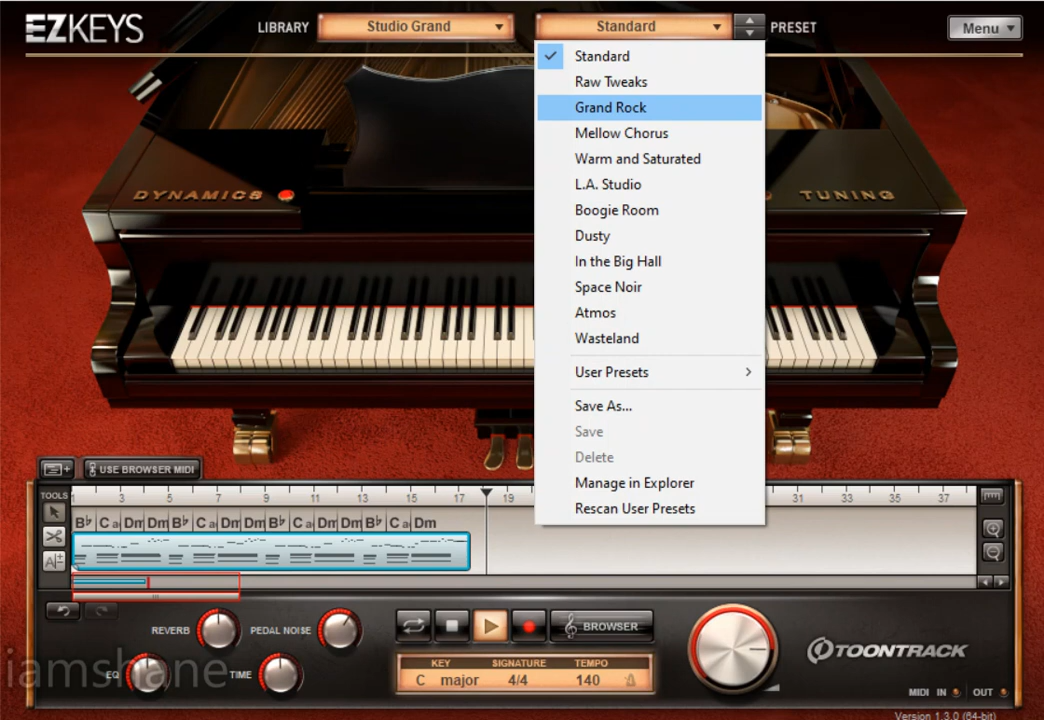 EZKEYS
LIBRARY
Studio Grand
Standard
PRESET
Menu
Standard
Raw Tweaks
Grand Rock
Mellow Chorus
Warm and Saturated
L.A. Studio
Boogie Room
Dusty
In the Big Hall
Space Noir
Atmos
Wasteland
User Presets
Save As...
Save
Delete
Manage in Explorer
Rescan User Presets
DYNAMICS
TUNING
USE BROWSER MIDI
TOOLS
1 3 5 7 9 11 13 15 17 19 31 33 35 37
B♭ C Dm Dm B♭ C Dm Dm B♭ C Dm Dm B♭ C Dm
REVERB
PEDAL NOISE
BROWSER
EQ
TIME
KEY SIGNATURE TEMPO
C major 4/4 140
TOONTRACK
MIDI IN OUT
Version 1.3.0 (64-bit)
iamshane